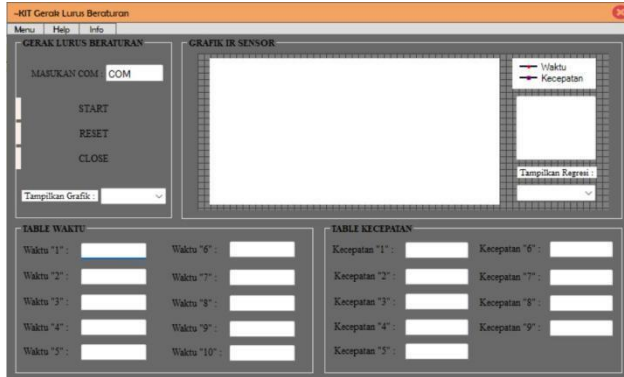 ~KIT Gerak Lurus Beraturan
Menu Help Info
GERAK LURUS BERATURAN
MASUKAN COM : COM
START
RESET
CLOSE
Tampilkan Grafik :
GRAFIK IR SENSOR
Waktu
Kecepatan
Tampilkan Regresi :
TABLE WAKTU
Waktu "1" :
Waktu "2" :
Waktu "3" :
Waktu "4" :
Waktu "5" :
Waktu "6" :
Waktu "7" :
Waktu "8" :
Waktu "9" :
Waktu "10" :
TABLE KECEPATAN
Kecepatan "1" :
Kecepatan "2" :
Kecepatan "3" :
Kecepatan "4" :
Kecepatan "5" :
Kecepatan "6" :
Kecepatan "7" :
Kecepatan "8" :
Kecepatan "9" :